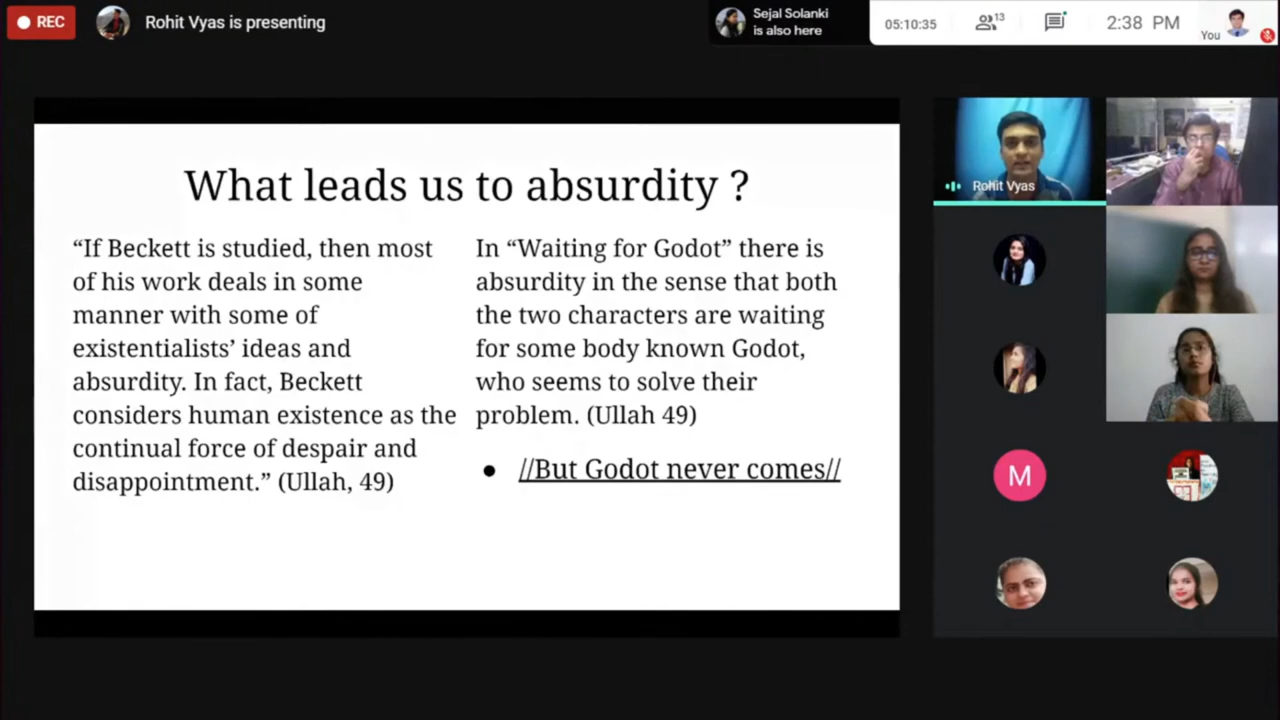 REC
Rohit Vyas is presenting
Sejal Solanki
is also here
05:10:35
13
2:38 PM
You
What leads us to absurdity ?
“If Beckett is studied, then most
of his work deals in some
manner with some of
existentialists’ ideas and
absurdity. In fact, Beckett
considers human existence as the
continual force of despair and
disappointment.” (Ullah, 49)
In “Waiting for Godot” there is
absurdity in the sense that both
the two characters are waiting
for some body known Godot,
who seems to solve their
problem. (Ullah 49)
● //But Godot never comes//
Rohit Vyas
M